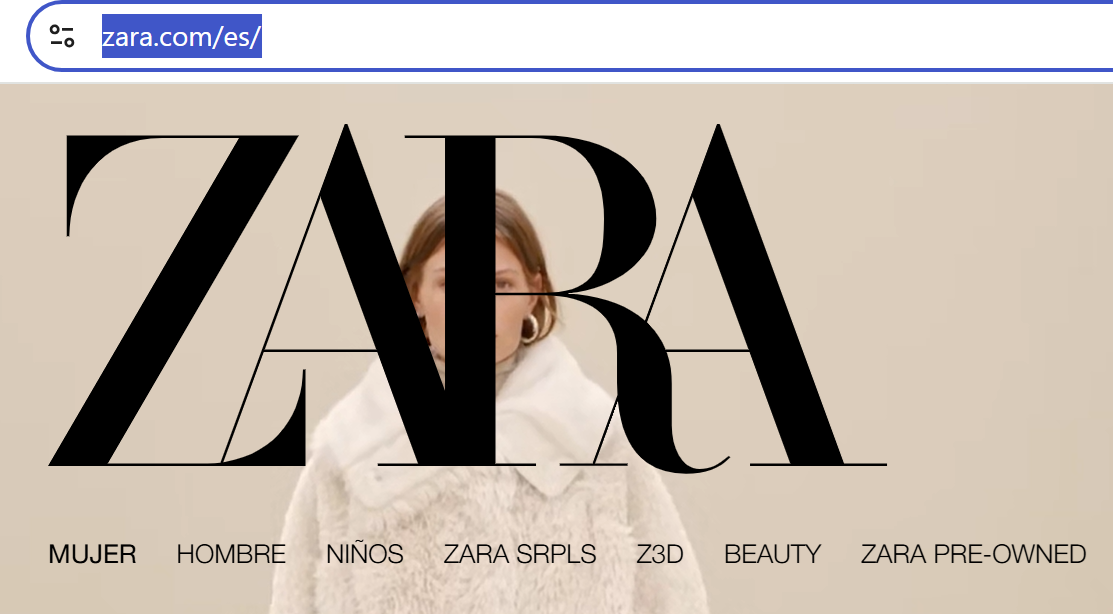 zara.com/es/
ZARA
MUJER HOMBRE NIÑOS ZARA SRPLS Z3D BEAUTY ZARA PRE-OWNED